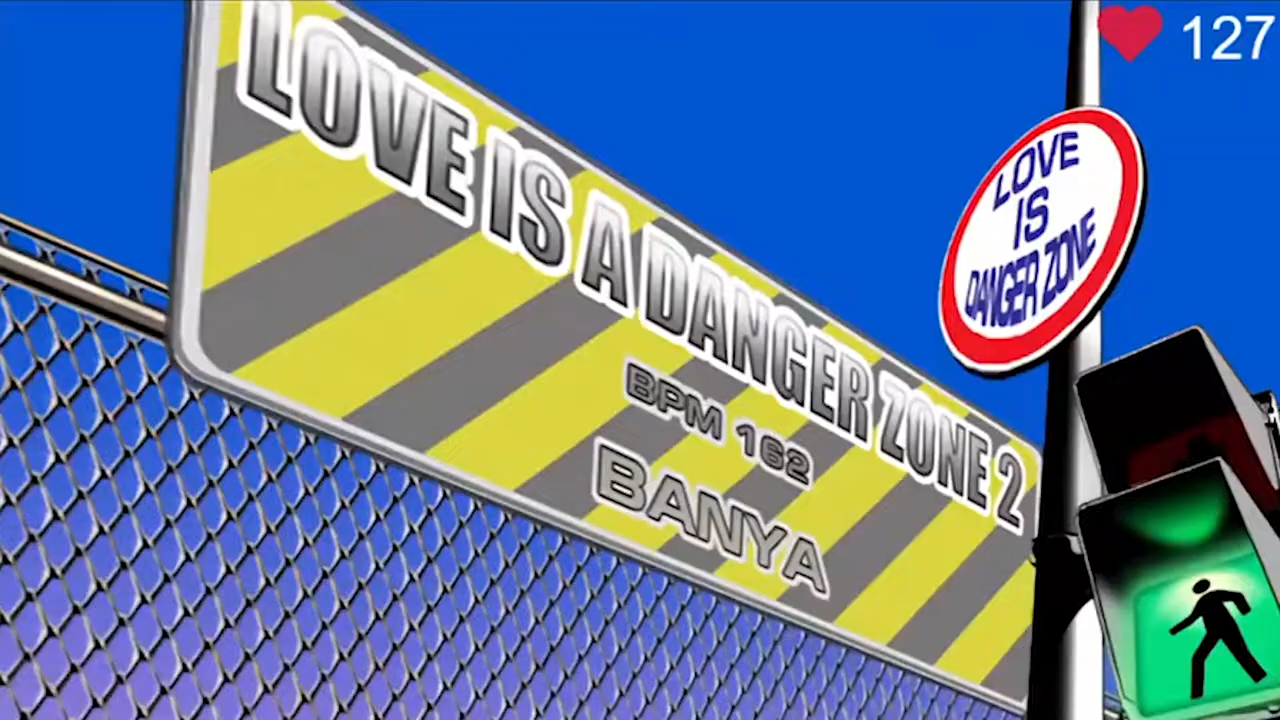 127
LOVE IS A DANGER ZONE 2
BPM 162
BANYA
LOVE
IS
DANGER ZONE